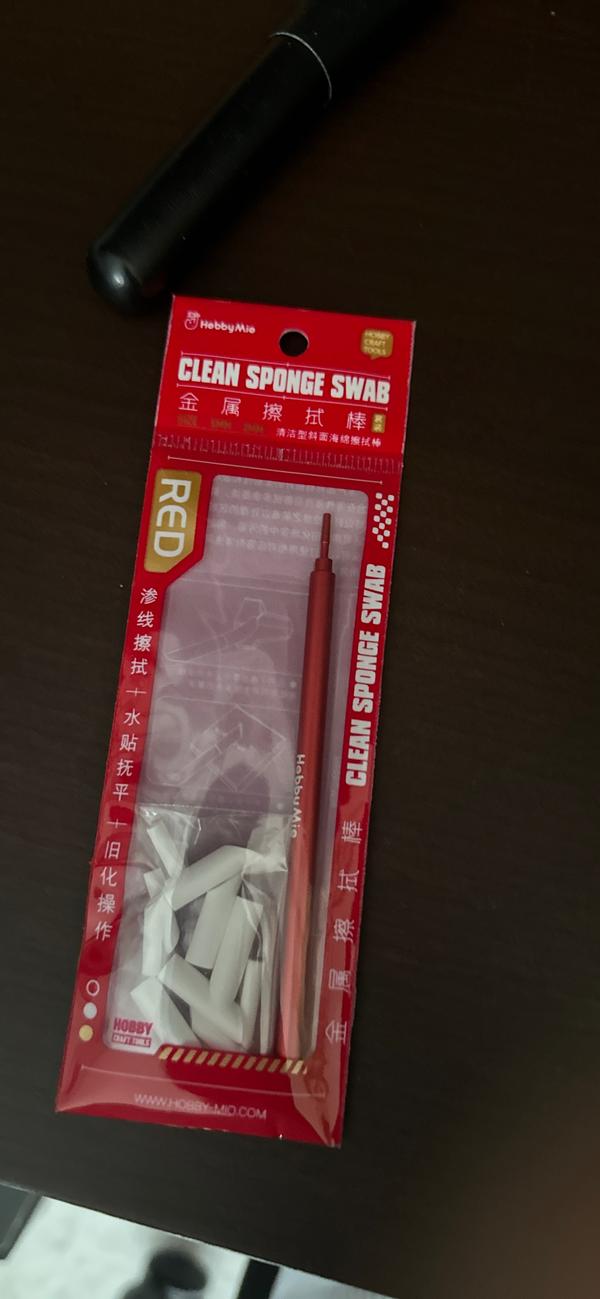 HobbyMio
HOBBY
CRAFT
TOOLS
CLEAN SPONGE SWAB
金属擦拭棒
清洁型斜面海绵擦拭棒
RED
渗线擦拭|水贴抚平|旧化操作
CLEAN SPONGE SWAB
金属擦拭棒
HobbyMio
HOBBY
CRAFT TOOLS
WWW.HOBBY-MIO.COM